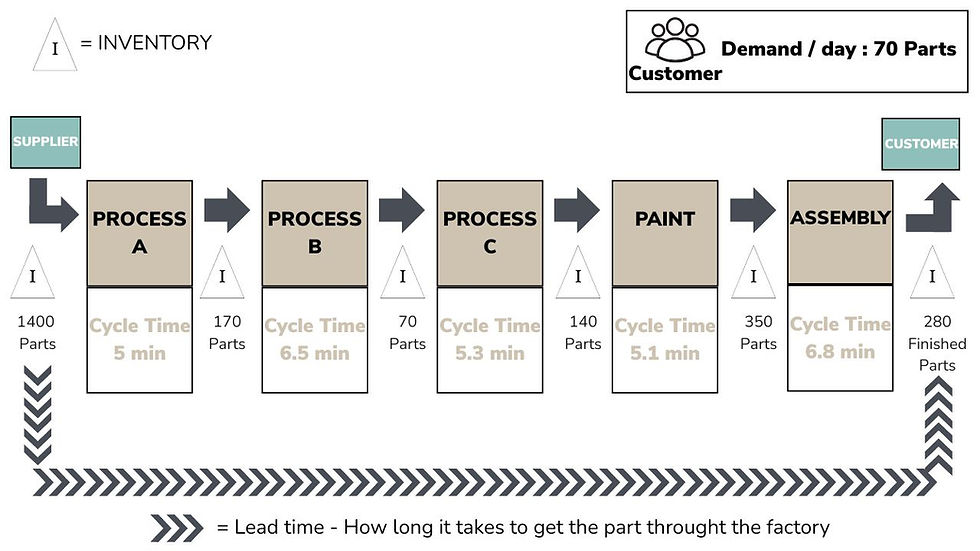 I = INVENTORY
Demand / day : 70 Parts
Customer
SUPPLIER
CUSTOMER
PROCESS
A
PROCESS
B
PROCESS
C
PAINT
ASSEMBLY
I
I
I
I
I
I
Cycle Time
5 min
Cycle Time
6.5 min
Cycle Time
5.3 min
Cycle Time
5.1 min
Cycle Time
6.8 min
1400
Parts
170
Parts
70
Parts
140
Parts
350
Parts
280
Finished
Parts
= Lead time - How long it takes to get the part throught the factory